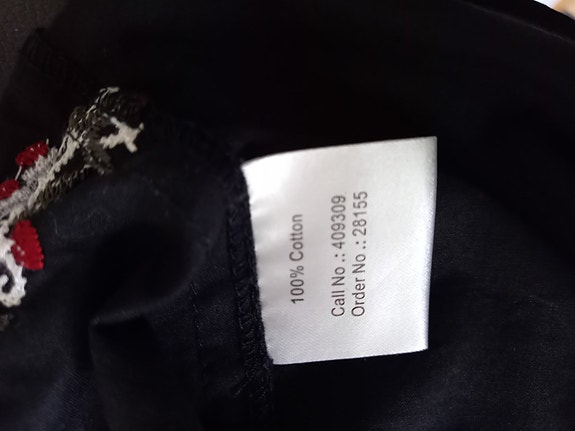 100% Cotton
Call No .: 409309
Order No .: 28155